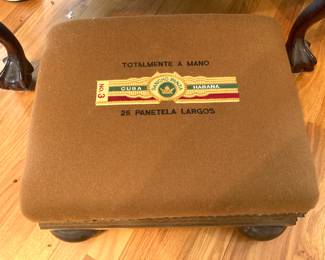 TOTALMENTE A MANO
No.3
CUBA HABANA
25 PANETELA LARGOS